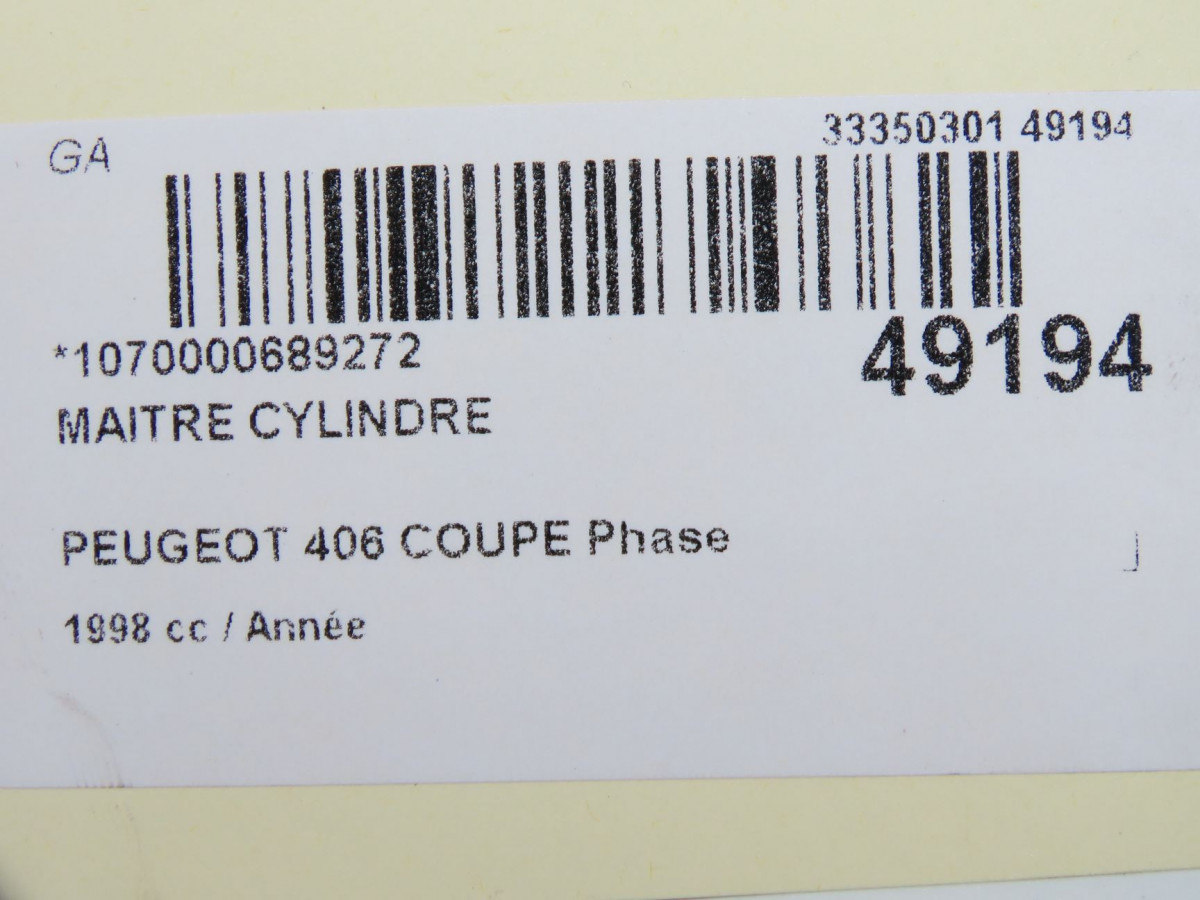 GA
33350301 49194
*1070000689272
49194
MAITRE CYLINDRE
PEUGEOT 406 COUPE Phase
1998 cc / Année